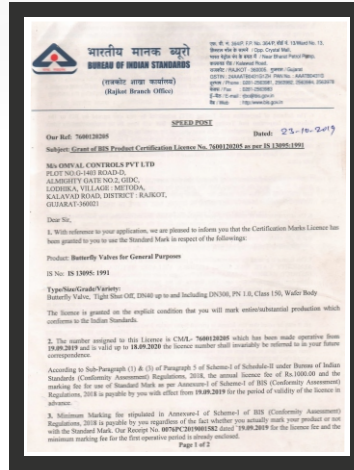 भारतीय मानक ब्यूरो
BUREAU OF INDIAN STANDARDS
(राजकोट शाखा कार्यालय)
(Rajkot Branch Office)
SPEED POST
Our Ref: 7600120205
Dated: 23-10-2019
Subject: Grant of BIS Product Certification Licence No. 7600120205 as per IS 13095:1991
M/s OMVAL CONTROLS PVT LTD
PLOT NO.G-1403 ROAD-D,
ALMIGHTY GATE NO.2, GIDC,
LODHIKA, VILLAGE : METODA,
KALAVAD ROAD, DISTRICT : RAJKOT,
GUJARAT-360021
Dear Sir,
1. With reference to your application, we are pleased to inform you that the Certification Marks Licence has
been granted to you to use the Standard Mark in respect of the followings:
Product: Butterfly Valves for General Purposes
IS No: IS 13095: 1991
Type/Size/Grade/Variety:
Butterfly Valve, Tight Shut Off, DN40 up to and Including DN300, PN 1.0, Class 150, Wafer Body
The licence is granted on the explicit condition that you will mark entire/substantial production which
conforms to the Indian Standards.
2. The number assigned to this Licence is CM/L- 7600120205 which has been made operative from
19.09.2019 and is valid up to 18.09.2020 the licence number shall invariably be referred to in your future
correspondence.
According to Sub-Paragraph (1) & (5) of Paragraph 5 of Scheme-I of Schedule-II under Bureau of Indian
Standards (Conformity Assessment) Regulations, 2018, the annual licence fee of Rs.1000.00 and the
marking fee for use of Standard Mark as per Annexure-I of Scheme-I of BIS (Conformity Assessment)
Regulations, 2018 is payable by you with effect from 19.09.2019 for the period of validity of the licence in
advance.
3. Minimum Marking fee stipulated in Annexure-I of Scheme-I of BIS (Conformity Assessment)
Regulations, 2018 is payable by you regardless of the fact whether you actually mark your product or not
with the Standard Mark. Our Receipt No. 0076PC2019001582 dated 19.09.2019 for the licence fee and the
minimum marking fee for the first operative period is already enclosed.
Page 1 of 2